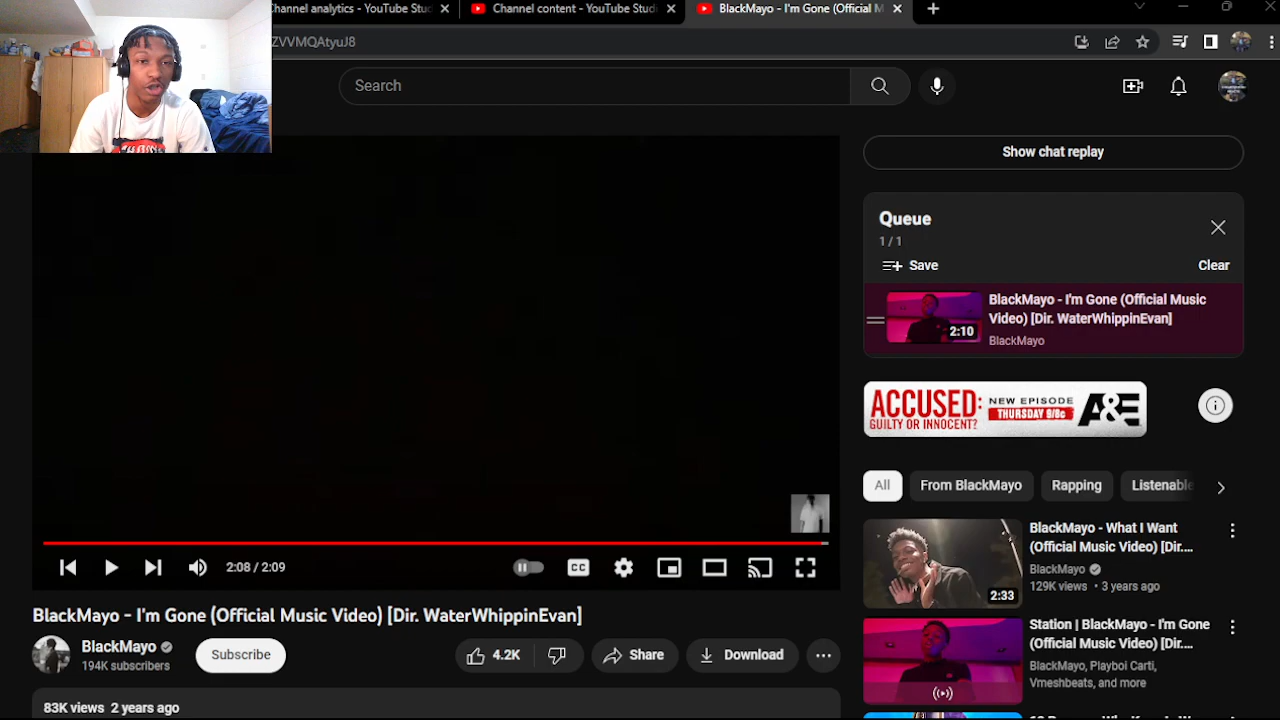 Channel analytics - YouTube Stu
Channel content - YouTube Studi
BlackMayo - I'm Gone (Official M
ZVVMQAtyuJ8
Search
Show chat replay
Queue
1 / 1
Save
Clear
BlackMayo - I'm Gone (Official Music
Video) [Dir. WaterWhippinEvan]
2:10
BlackMayo
ACCUSED:
GUILTY OR INNOCENT?
NEW EPISODE
THURSDAY 9/8c
A&E
All
From BlackMayo
Rapping
Listenable
BlackMayo - What I Want
(Official Music Video) [Dir....
BlackMayo
129K views • 3 years ago
2:33
Station | BlackMayo - I'm Gone
(Official Music Video) [Dir....
BlackMayo, Playboi Carti,
Vmeshbeats, and more
2:08 / 2:09
CC
BlackMayo - I'm Gone (Official Music Video) [Dir. WaterWhippinEvan]
BlackMayo
194K subscribers
Subscribe
4.2K
Share
Download
83K views 2 years ago